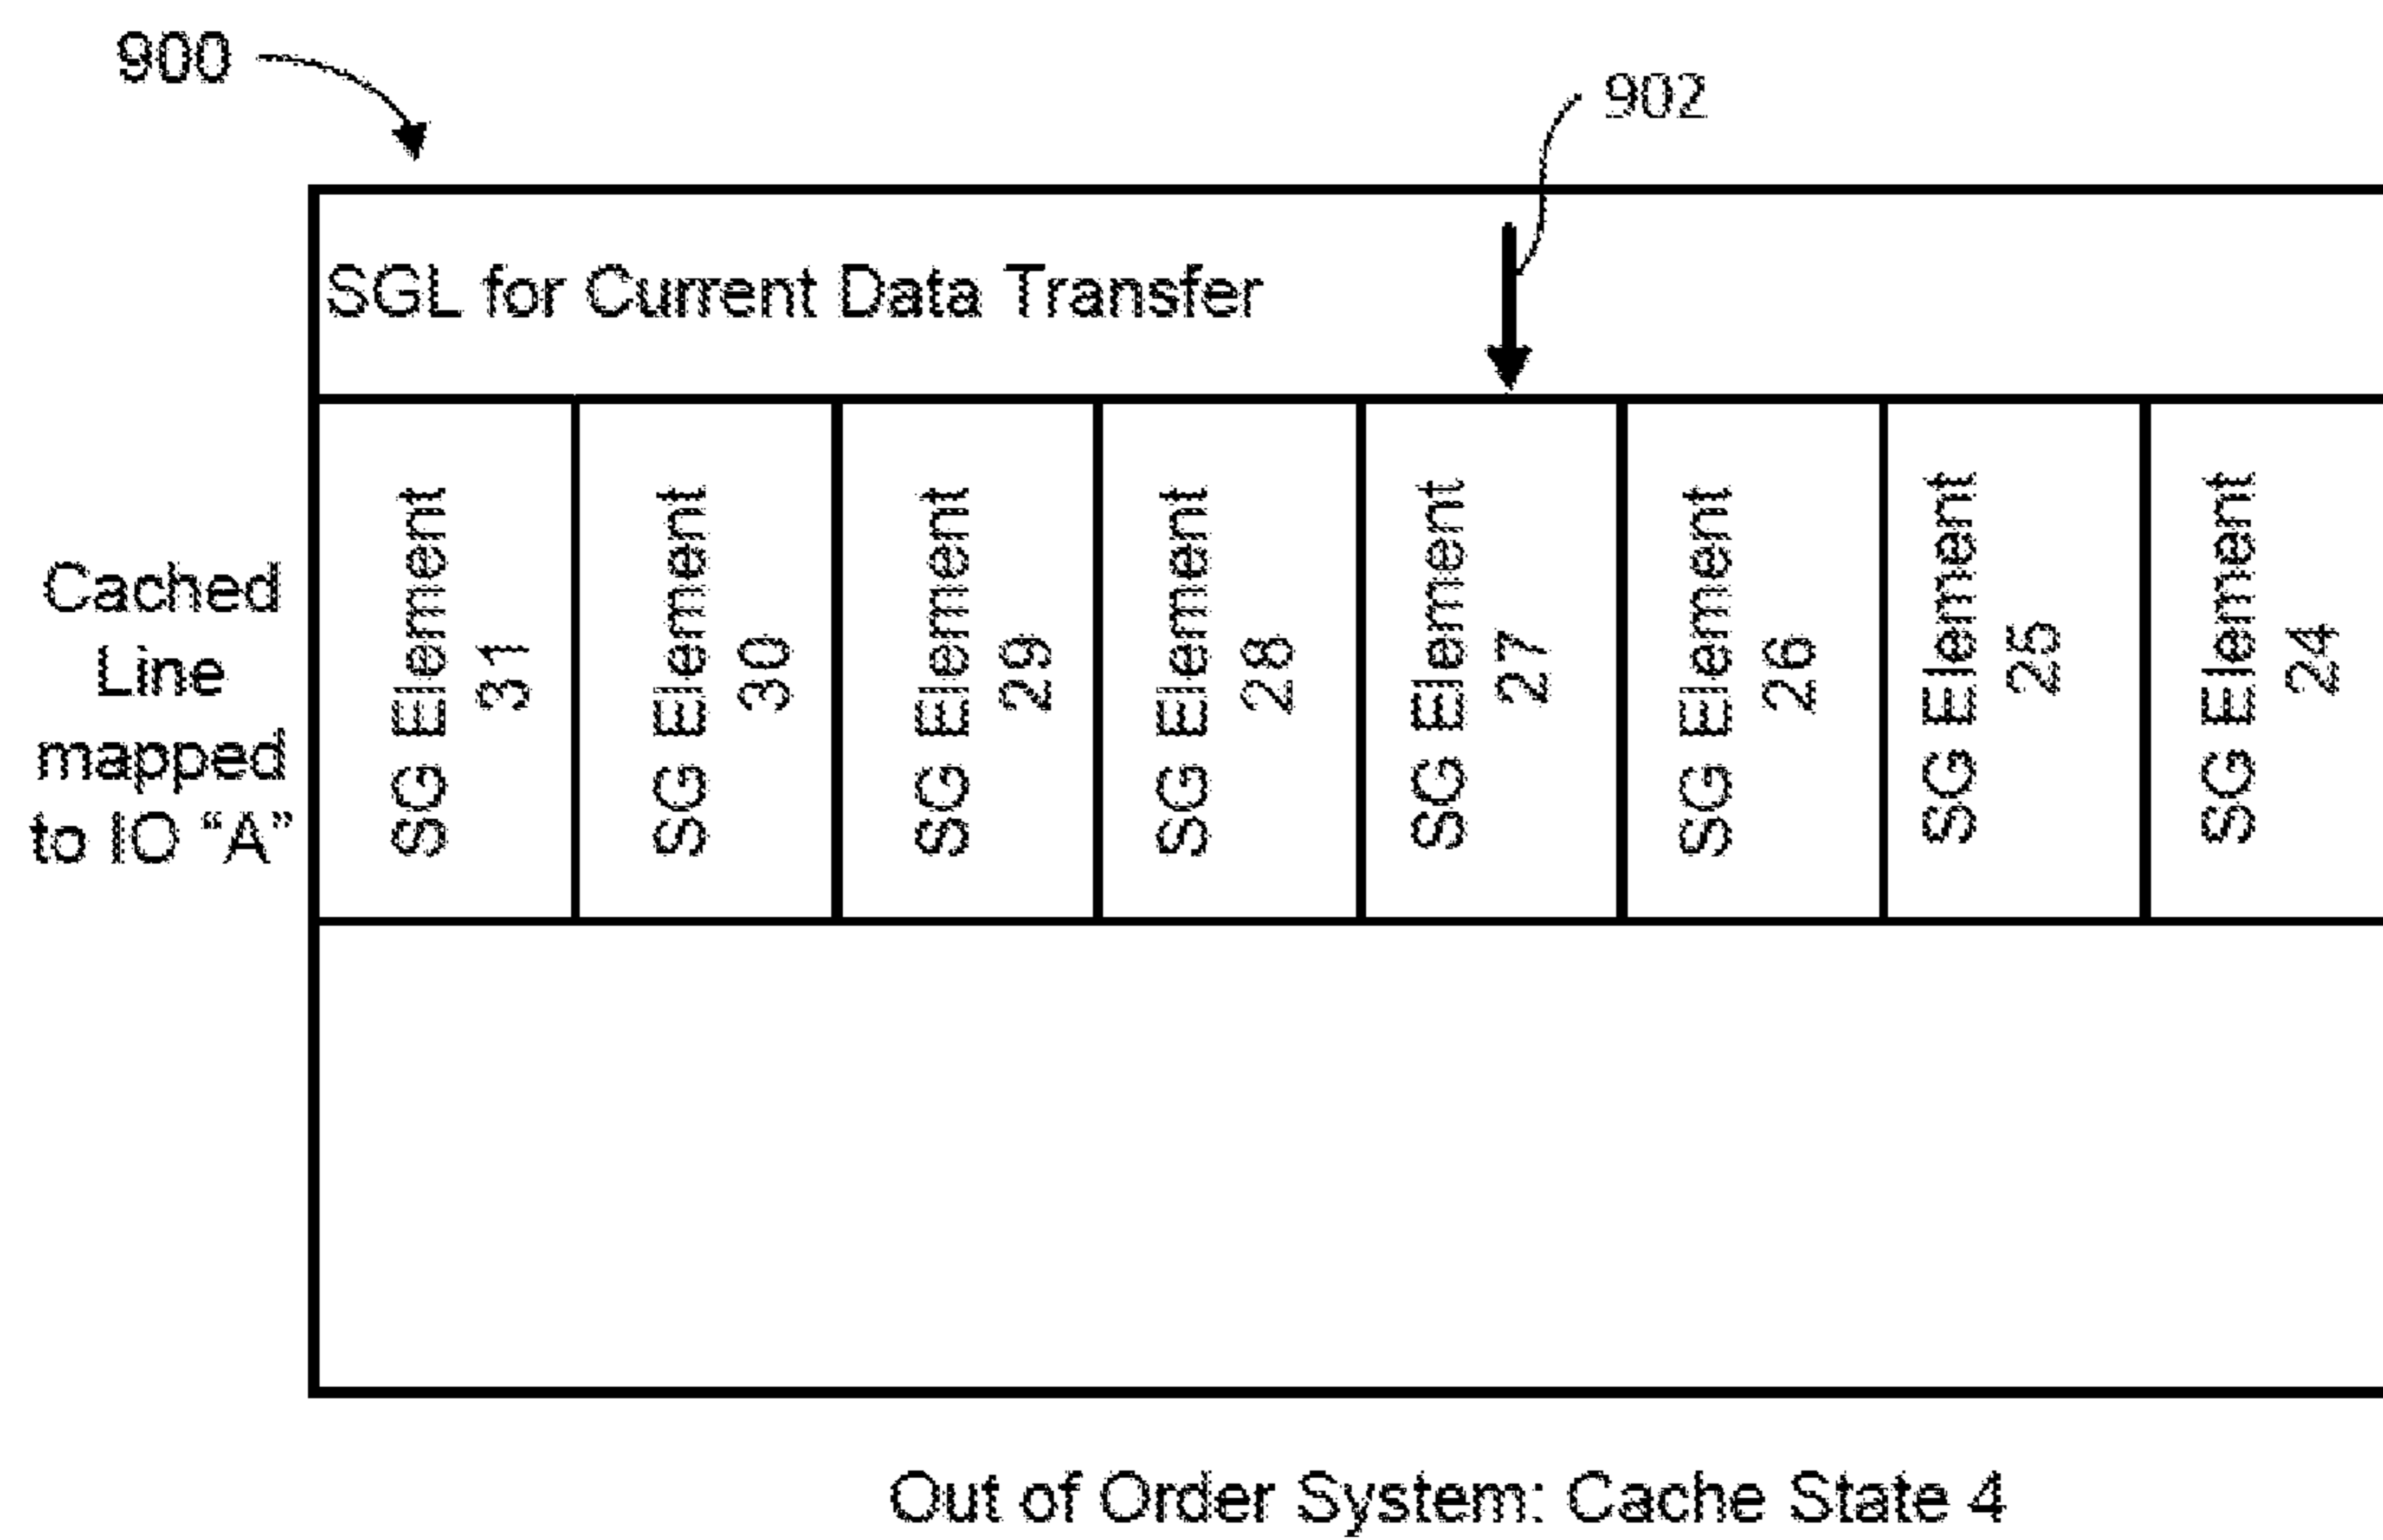 900
902
SGL for Current Data Transfer
Cached
Line
mapped
to IO “A”
SG Element
31
SG Element
30
SG Element
29
SG Element
28
SG Element
27
SG Element
26
SG Element
25
SG Element
24
Out of Order System: Cache State 4